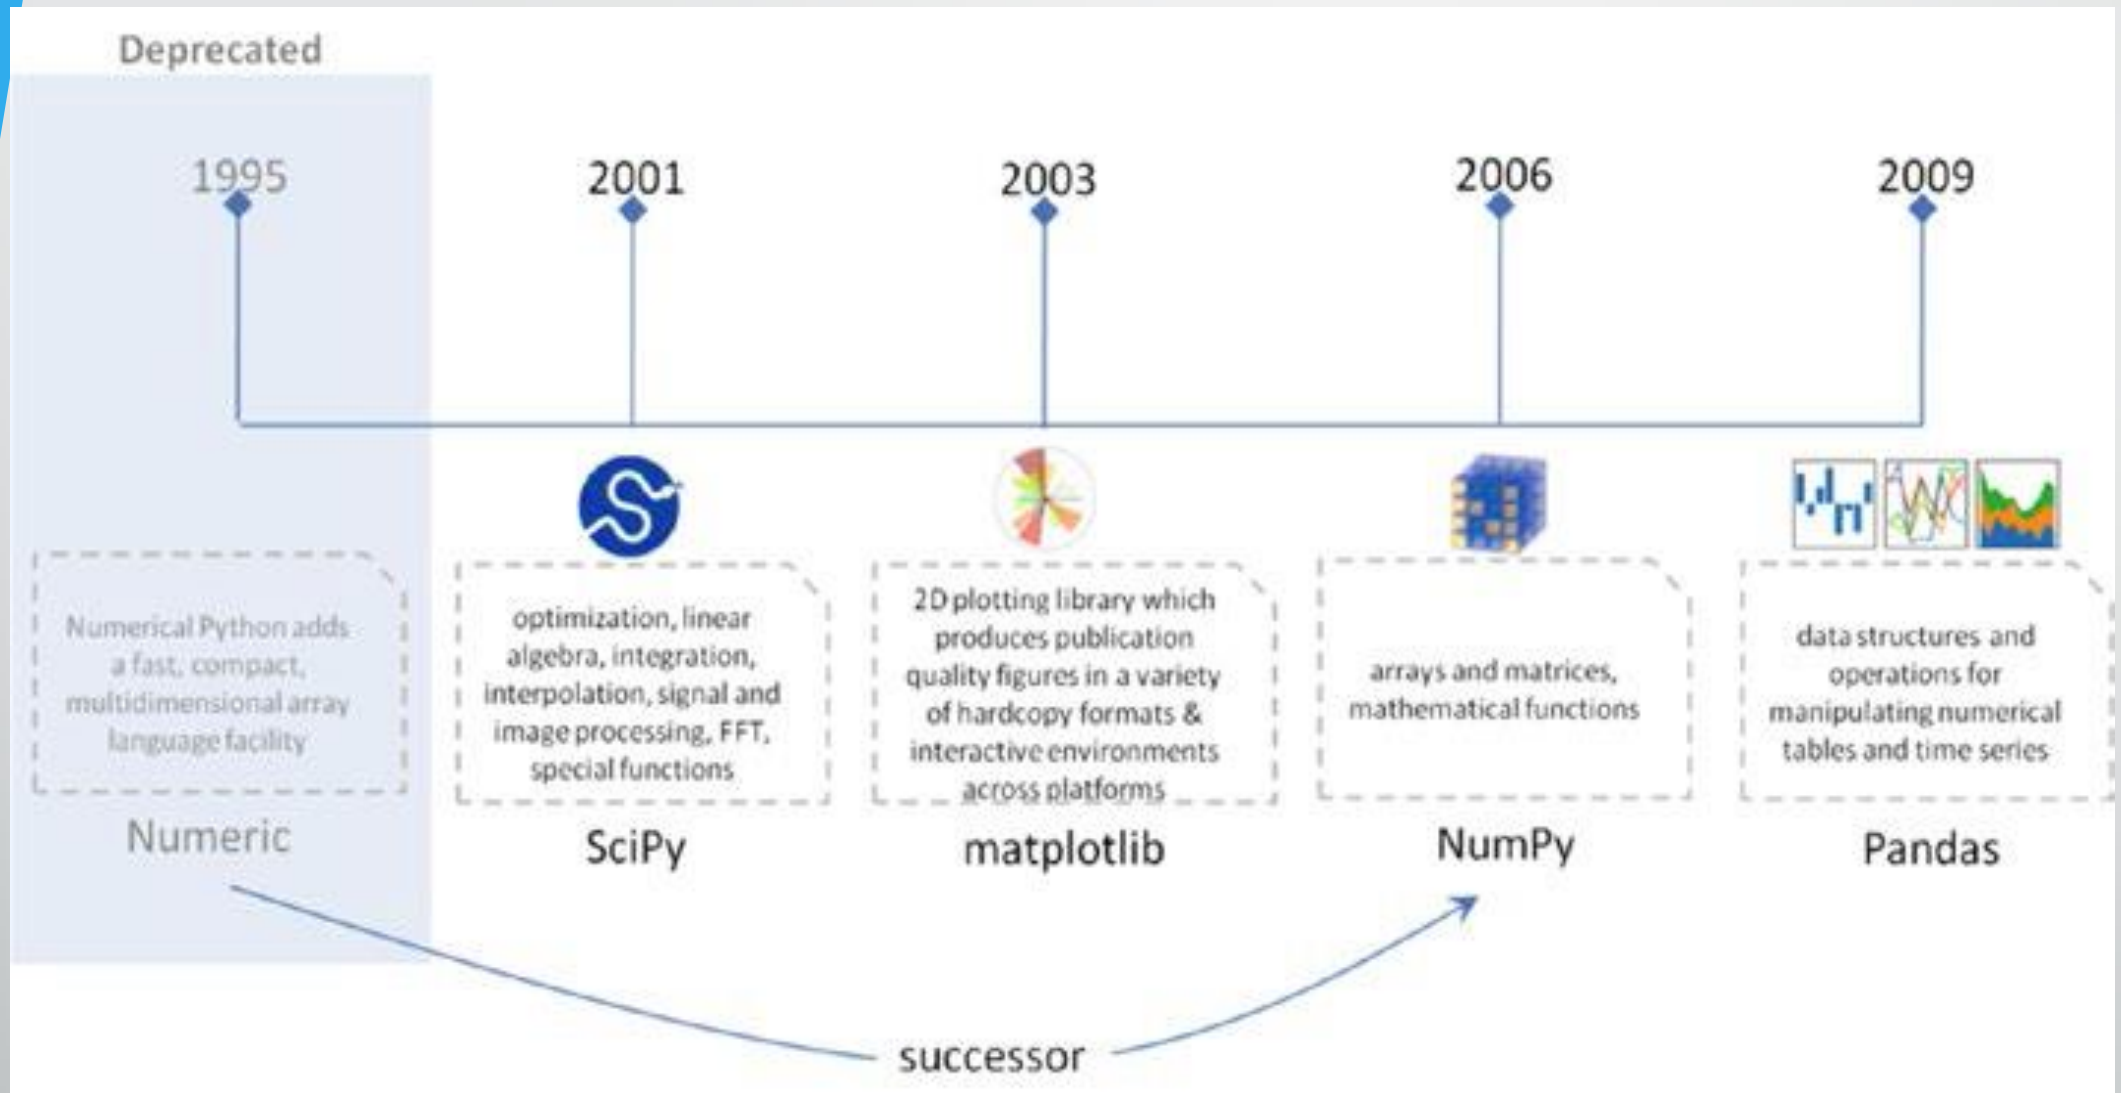 Deprecated
1995
2001
2003
2006
2009
Numerical Python adds
a fast, compact,
multidimensional array
language facility
optimization, linear
algebra, integration,
interpolation, signal and
image processing, FFT,
special functions
2D plotting library which
produces publication
quality figures in a variety
of hardcopy formats &
interactive environments
across platforms
arrays and matrices,
mathematical functions
data structures and
operations for
manipulating numerical
tables and time series
Numeric
SciPy
matplotlib
NumPy
Pandas
successor